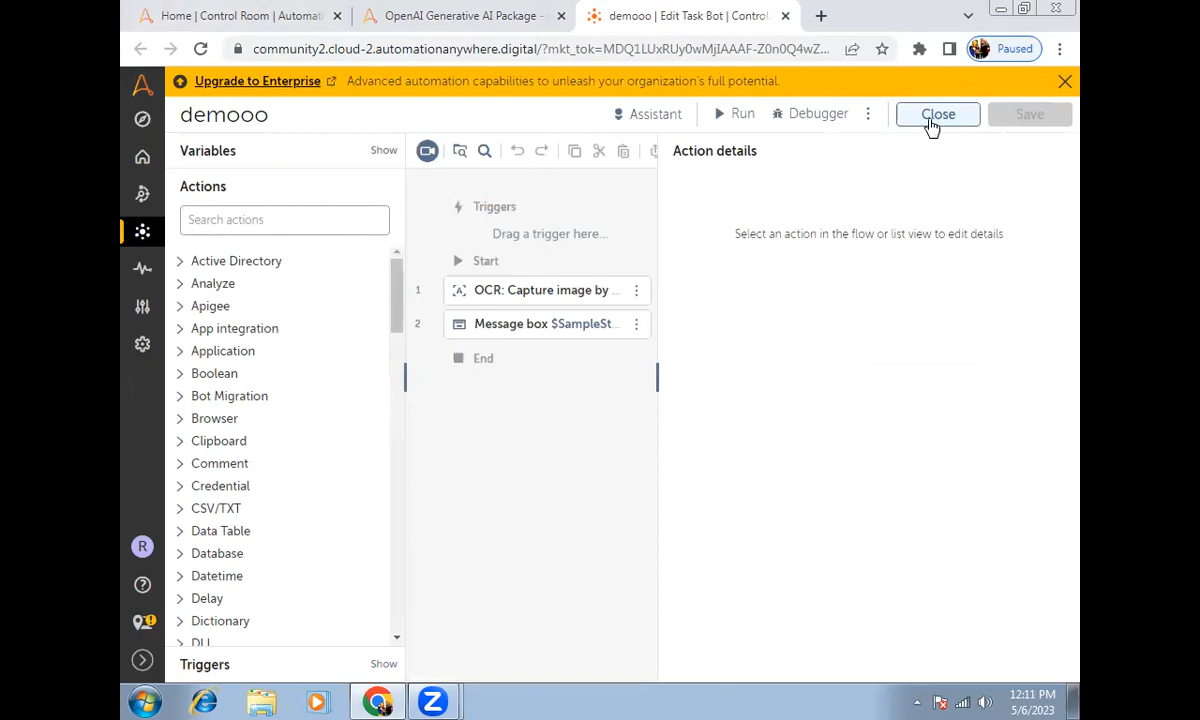 Home | Control Room | Automat
OpenAI Generative AI Package -
demooo | Edit Task Bot | Control
community2.cloud-2.automationanywhere.digital/?mkt_tok=MDQ1LUxRUy0wMjIAAAF-Z0n0Q4wZ...
Paused
Upgrade to Enterprise
Advanced automation capabilities to unleash your organization's full potential.
demooo
Assistant
Run
Debugger
Close
Save
Variables
Show
Action details
Actions
Search actions
Triggers
Drag a trigger here...
Select an action in the flow or list view to edit details
Start
1
OCR: Capture image by ...
2
Message box $SampleSt...
End
Active Directory
Analyze
Apigee
App integration
Application
Boolean
Bot Migration
Browser
Clipboard
Comment
Credential
CSV/TXT
Data Table
Database
Datetime
Delay
Dictionary
DLL
Triggers
Show
R
Z
12:11 PM
5/6/2023